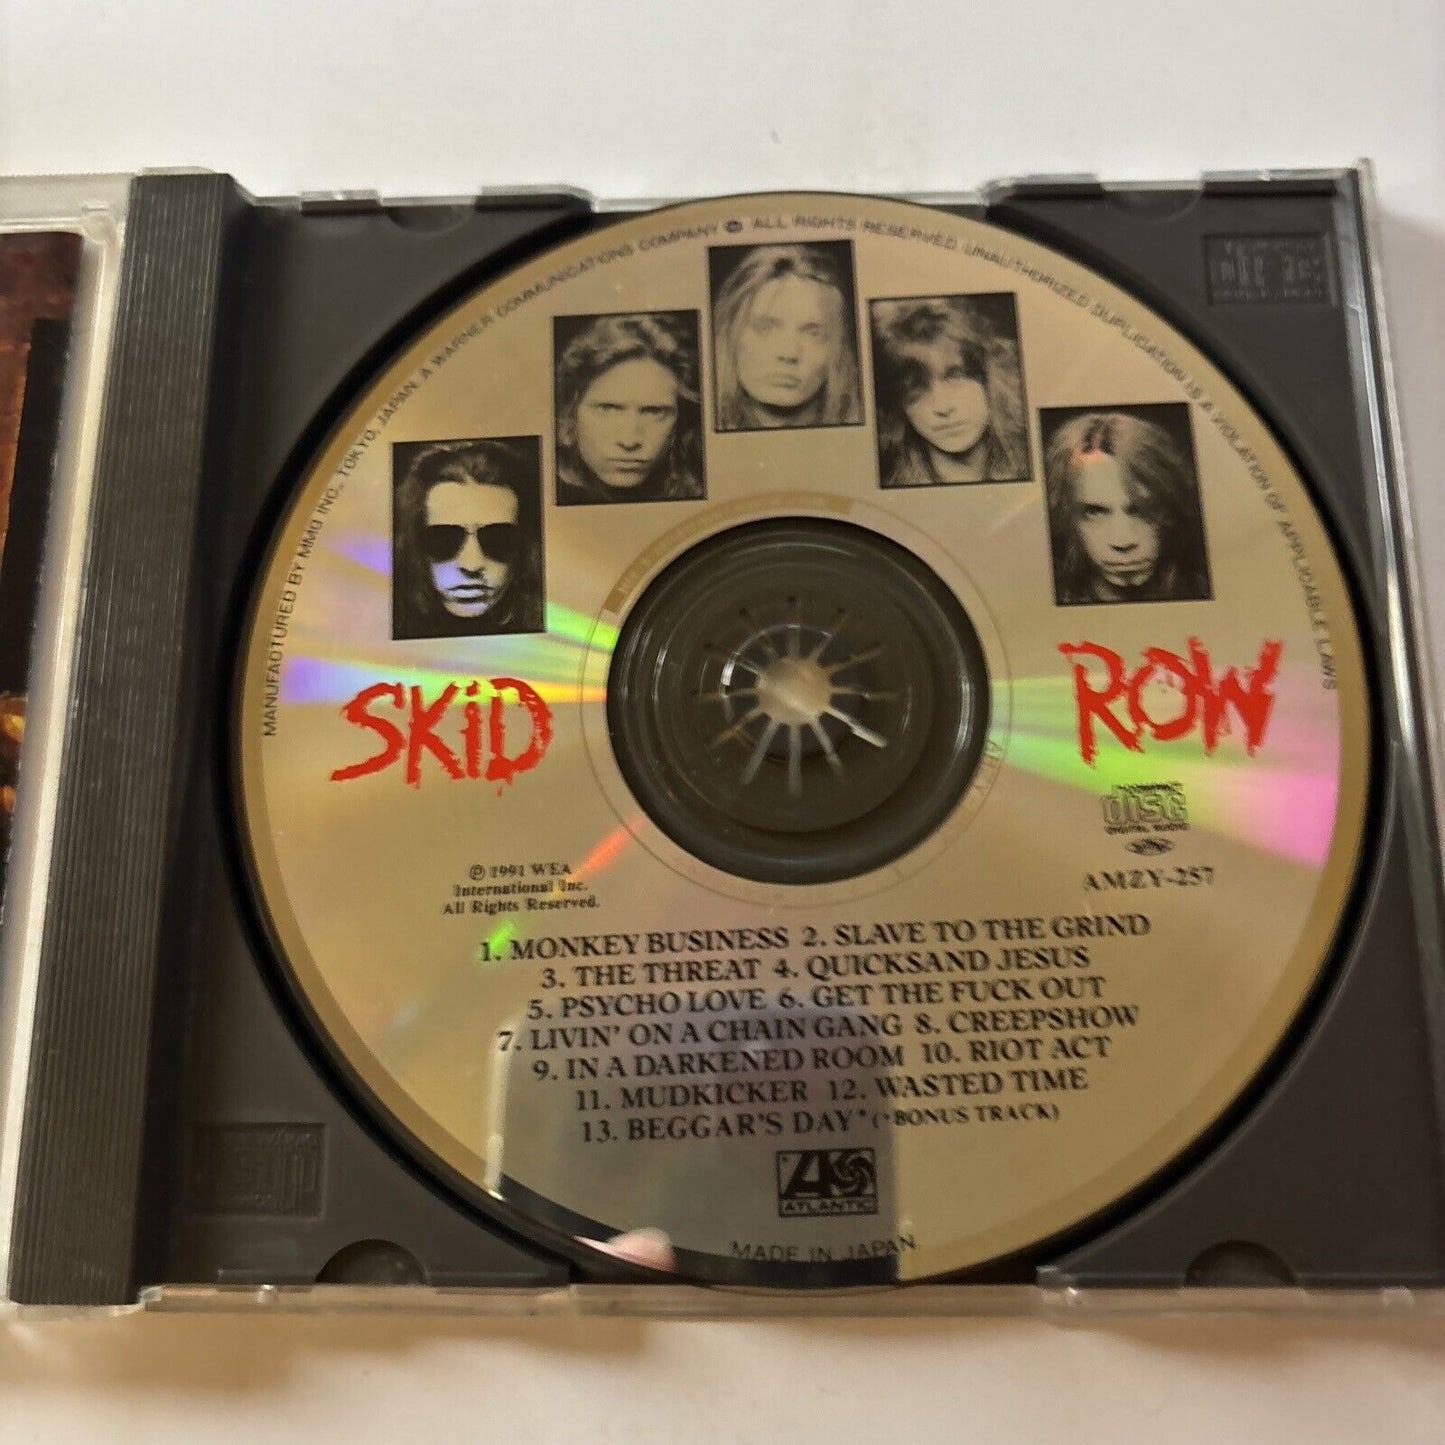 MANUFACTURED BY MMG INC., TOKYO, JAPAN. A WARNER COMMUNICATIONS COMPANY ALL RIGHTS RESERVED UNAUTHORIZED DUPLICATION IS A VIOLATION OF APPLICABLE LAWS
SKiD
ROW
COMPACT
DISC
DIGITAL AUDIO
℗ 1991 WEA
International Inc.
All Rights Reserved.
AMZY-257
1. MONKEY BUSINESS 2. SLAVE TO THE GRIND
3. THE THREAT 4. QUICKSAND JESUS
5. PSYCHO LOVE 6. GET THE FUCK OUT
7. LIVIN' ON A CHAIN GANG 8. CREEPSHOW
9. IN A DARKENED ROOM 10. RIOT ACT
11. MUDKICKER 12. WASTED TIME
13. BEGGAR'S DAY* (*BONUS TRACK)
ATLANTIC
MADE IN JAPAN